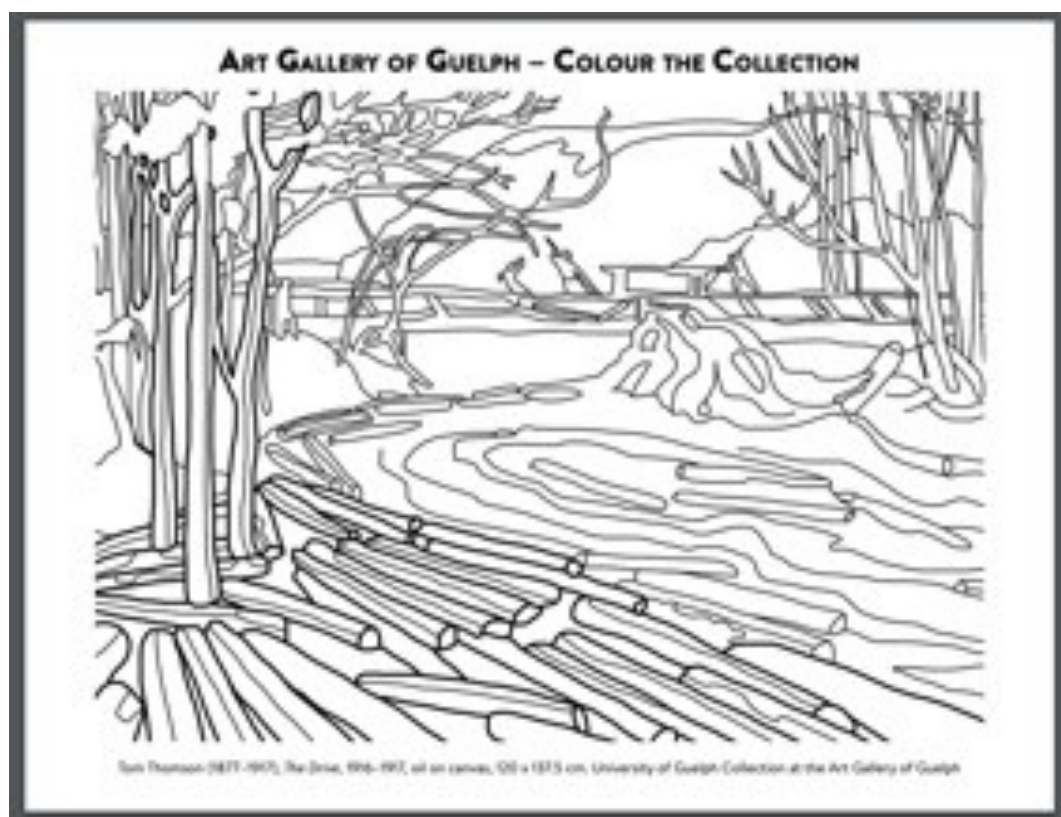 ART GALLERY OF GUELPH – COLOUR THE COLLECTION
Tom Thomson (1877–1917), The Drive, 1916–1917, oil on canvas, 120 x 137.5 cm. University of Guelph Collection at the Art Gallery of Guelph